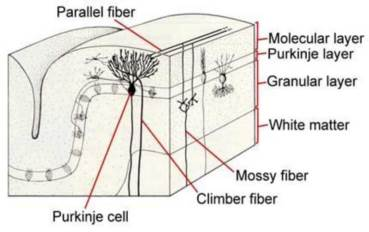 Parallel fiber
Molecular layer
Purkinje layer
Granular layer
White matter
Mossy fiber
Climber fiber
Purkinje cell